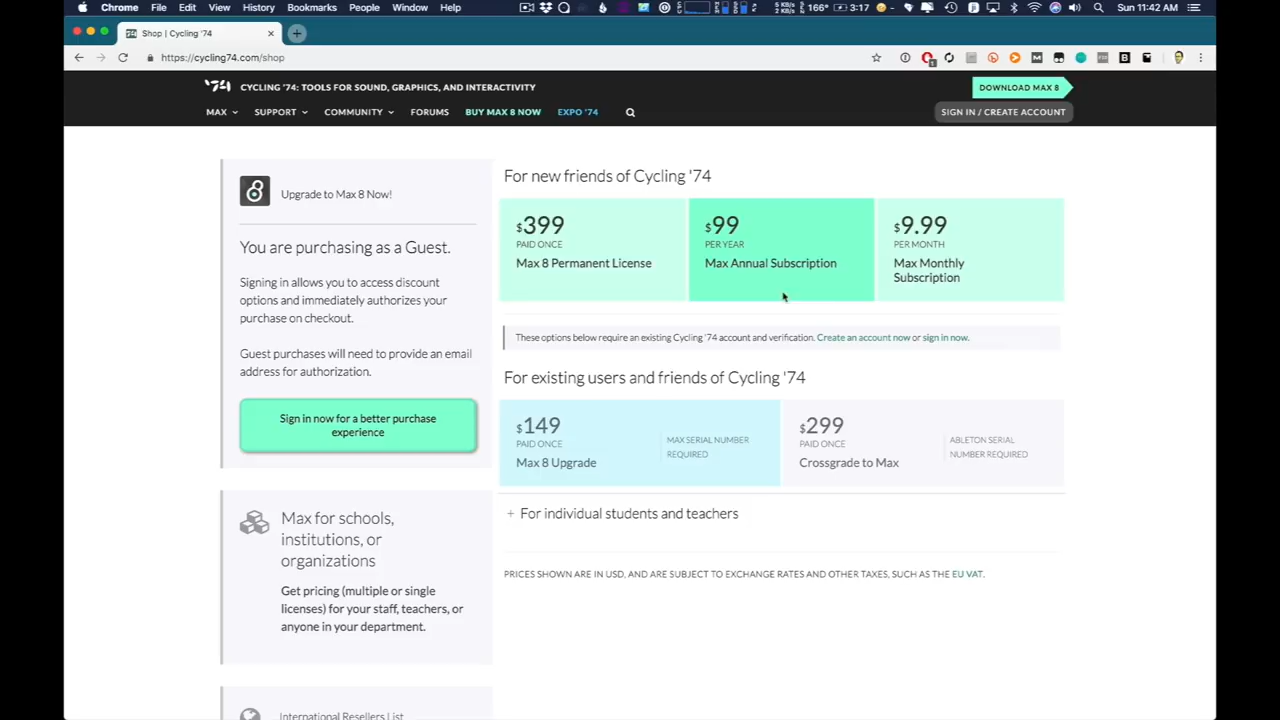 Chrome File Edit View History Bookmarks People Window Help
166° 3:17 Sun 11:42 AM
Shop | Cycling '74
https://cycling74.com/shop
'74 CYCLING '74: TOOLS FOR SOUND, GRAPHICS, AND INTERACTIVITY
DOWNLOAD MAX 8
MAX SUPPORT COMMUNITY FORUMS BUY MAX 8 NOW EXPO '74
SIGN IN / CREATE ACCOUNT
Upgrade to Max 8 Now!
You are purchasing as a Guest.
Signing in allows you to access discount
options and immediately authorizes your
purchase on checkout.
Guest purchases will need to provide an email
address for authorization.
Sign in now for a better purchase
experience
Max for schools,
institutions, or
organizations
Get pricing (multiple or single
licenses) for your staff, teachers, or
anyone in your department.
International Resellers List
For new friends of Cycling '74
$399
PAID ONCE
Max 8 Permanent License
$99
PER YEAR
Max Annual Subscription
$9.99
PER MONTH
Max Monthly
Subscription
These options below require an existing Cycling '74 account and verification. Create an account now or sign in now.
For existing users and friends of Cycling '74
$149
PAID ONCE
Max 8 Upgrade
MAX SERIAL NUMBER
REQUIRED
$299
PAID ONCE
Crossgrade to Max
ABLETON SERIAL
NUMBER REQUIRED
+ For individual students and teachers
PRICES SHOWN ARE IN USD, AND ARE SUBJECT TO EXCHANGE RATES AND OTHER TAXES, SUCH AS THE EU VAT.